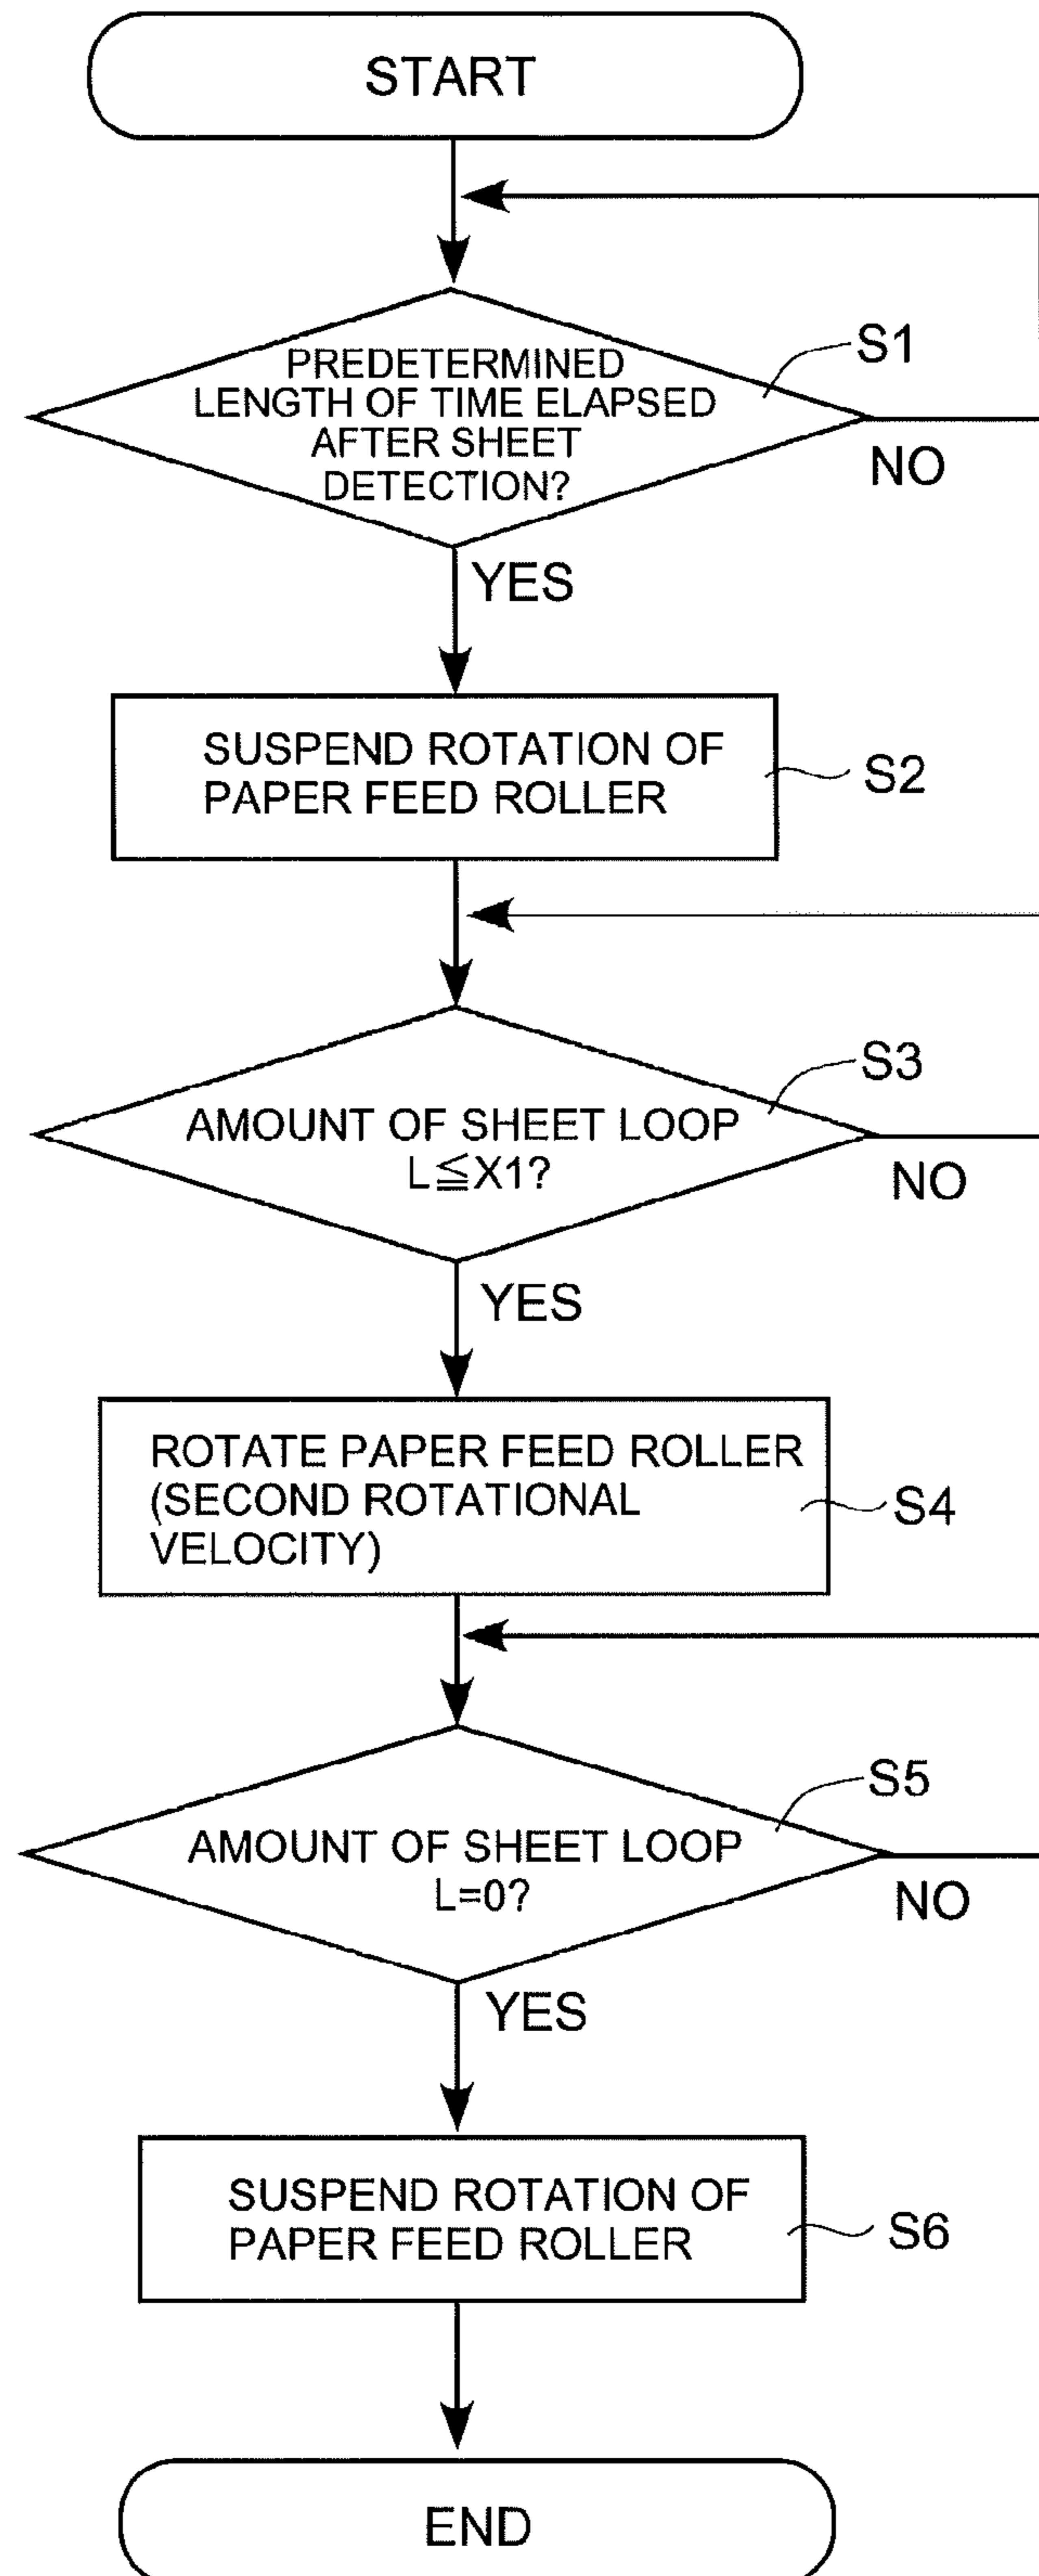 START
PREDETERMINED
LENGTH OF TIME ELAPSED
AFTER SHEET
DETECTION?
S1
NO
YES
SUSPEND ROTATION OF
PAPER FEED ROLLER
S2
AMOUNT OF SHEET LOOP
L≦X1?
S3
NO
YES
ROTATE PAPER FEED ROLLER
(SECOND ROTATIONAL
VELOCITY)
S4
AMOUNT OF SHEET LOOP
L=0?
S5
NO
YES
SUSPEND ROTATION OF
PAPER FEED ROLLER
S6
END